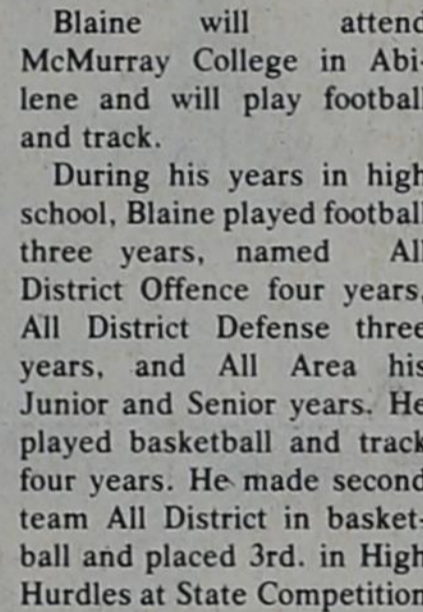 Blaine will attend
McMurray College in Abi-
lene and will play football
and track.
During his years in high
school, Blaine played football
three years, named All
District Offence four years,
All District Defense three
years, and All Area his
Junior and Senior years. He
played basketball and track
four years. He made second
team All District in basket-
ball and placed 3rd. in High
Hurdles at State Competition